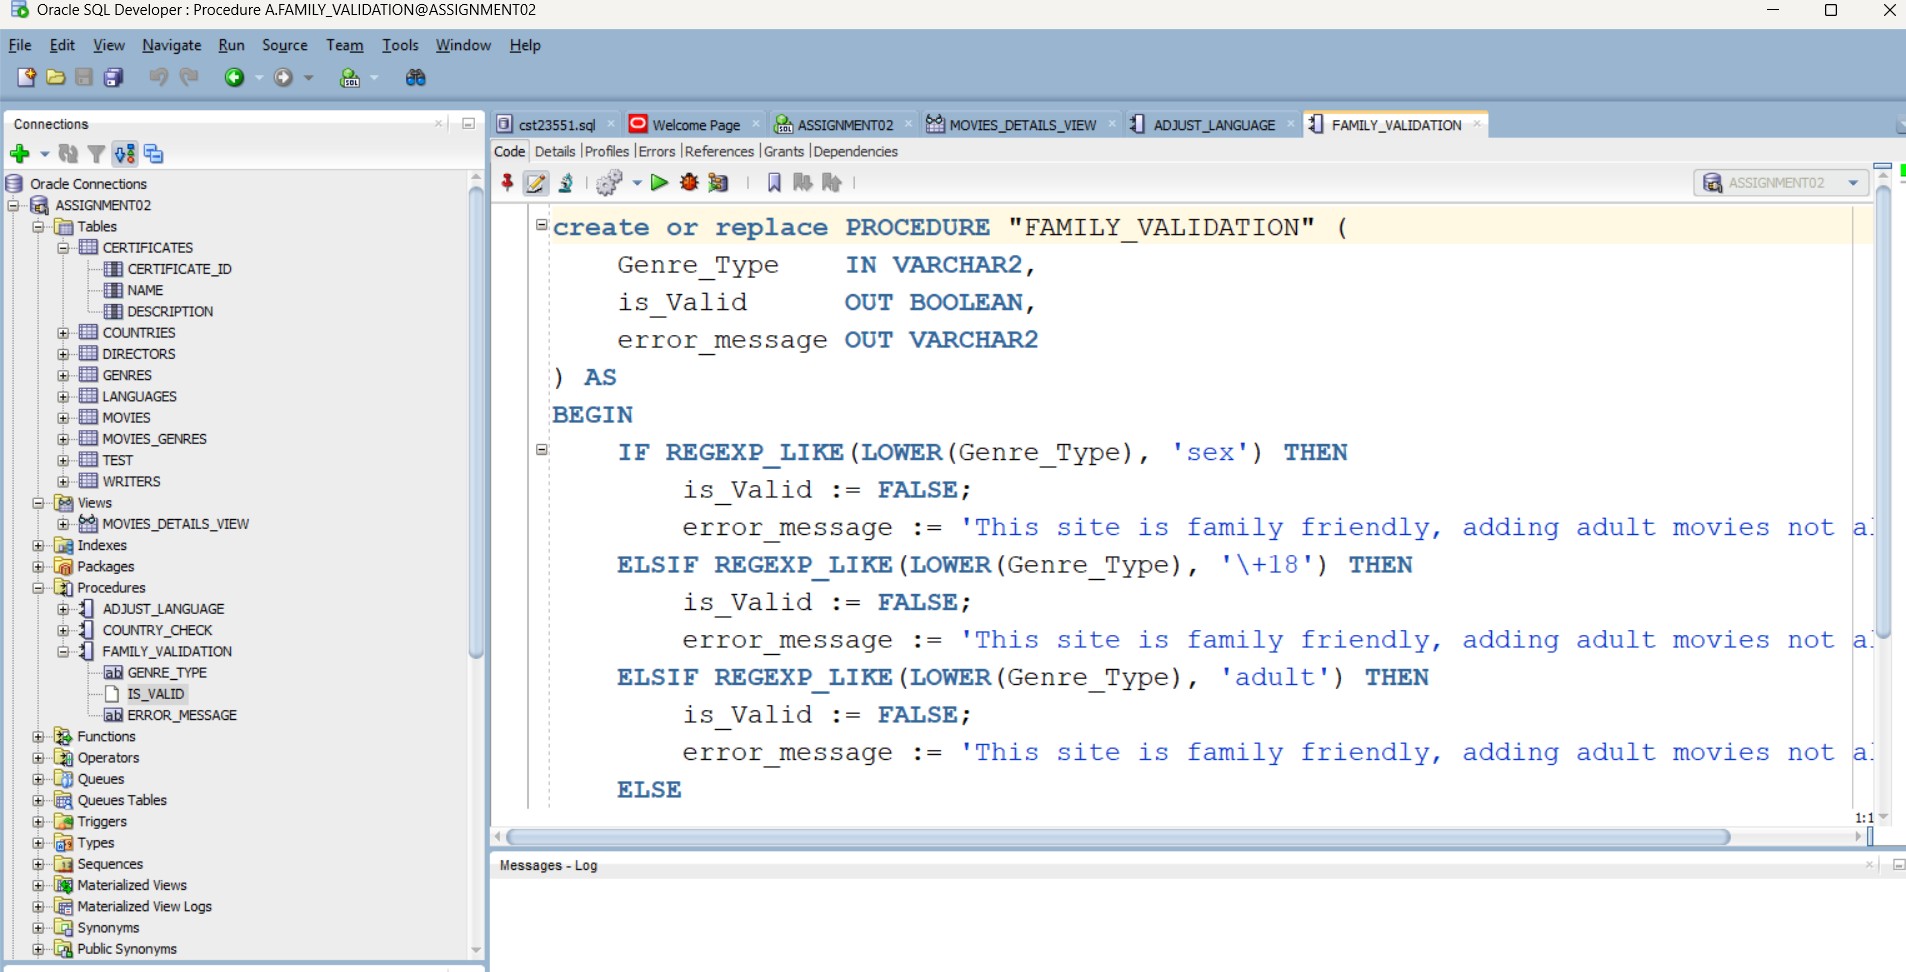 Oracle SQL Developer : Procedure A.FAMILY_VALIDATION@ASSIGNMENT02
File Edit View Navigate Run Source Team Tools Window Help
Connections
Oracle Connections
ASSIGNMENT02
Tables
CERTIFICATES
CERTIFICATE_ID
NAME
DESCRIPTION
COUNTRIES
DIRECTORS
GENRES
LANGUAGES
MOVIES
MOVIES_GENRES
TEST
WRITERS
Views
MOVIES_DETAILS_VIEW
Indexes
Packages
Procedures
ADJUST_LANGUAGE
COUNTRY_CHECK
FAMILY_VALIDATION
GENRE_TYPE
IS_VALID
ERROR_MESSAGE
Functions
Operators
Queues
Queues Tables
Triggers
Types
Sequences
Materialized Views
Materialized View Logs
Synonyms
Public Synonyms
cst23551.sql Welcome Page ASSIGNMENT02 MOVIES_DETAILS_VIEW ADJUST_LANGUAGE FAMILY_VALIDATION
Code Details Profiles Errors References Grants Dependencies
ASSIGNMENT02
create or replace PROCEDURE "FAMILY_VALIDATION" (
Genre_Type IN VARCHAR2,
is_Valid OUT BOOLEAN,
error_message OUT VARCHAR2
) AS
BEGIN
IF REGEXP_LIKE(LOWER(Genre_Type), 'sex') THEN
is_Valid := FALSE;
error_message := 'This site is family friendly, adding adult movies not al
ELSIF REGEXP_LIKE(LOWER(Genre_Type), '\+18') THEN
is_Valid := FALSE;
error_message := 'This site is family friendly, adding adult movies not al
ELSIF REGEXP_LIKE(LOWER(Genre_Type), 'adult') THEN
is_Valid := FALSE;
error_message := 'This site is family friendly, adding adult movies not al
ELSE
1:1
Messages - Log